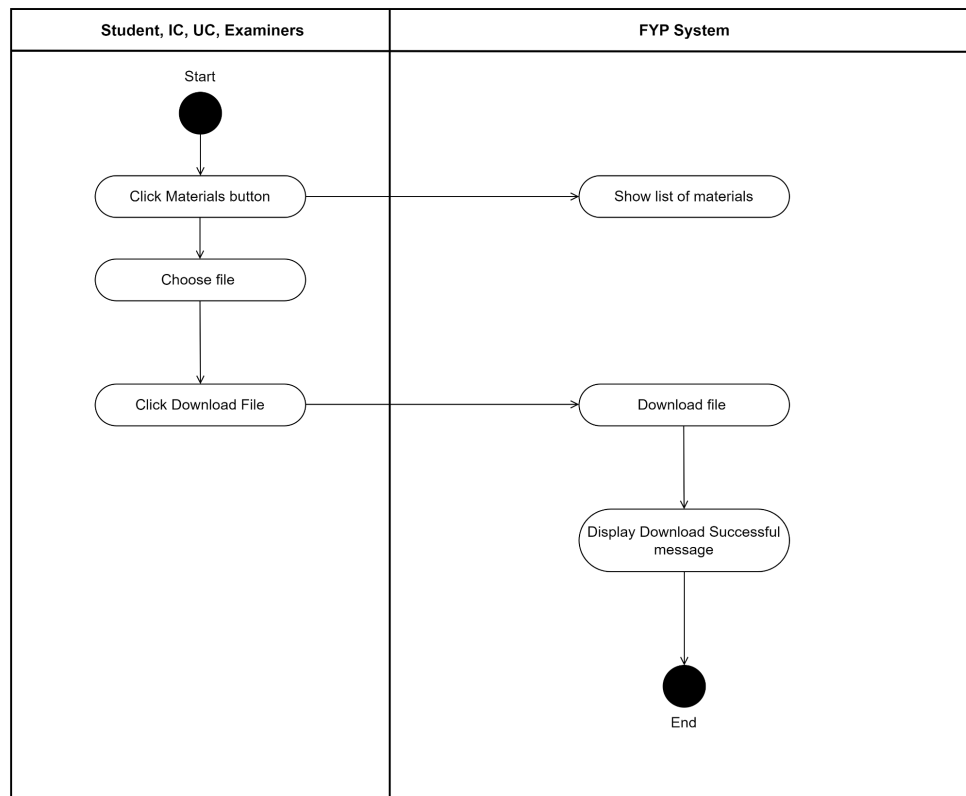 Student, IC, UC, Examiners
FYP System
Start
Click Materials button
Show list of materials
Choose file
Click Download File
Download file
Display Download Successful
message
End